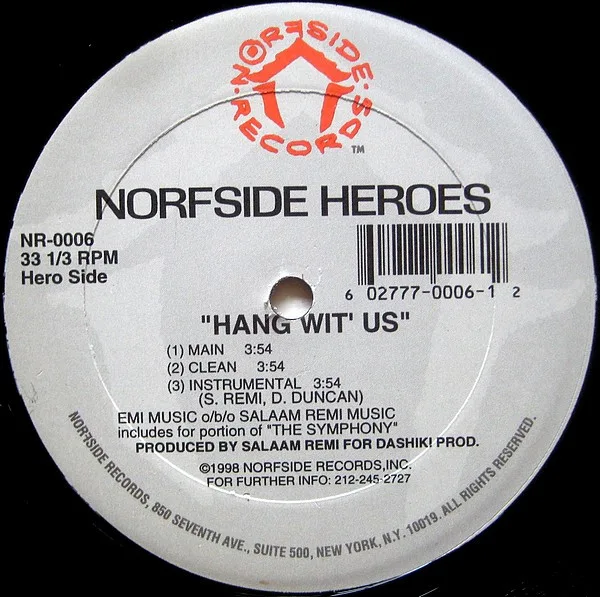 NORFSIDE RECORDS
TM
NORFSIDE HEROES
NR-0006
33 1/3 RPM
Hero Side
6 02777-0006-1 2
"HANG WIT' US"
(1) MAIN 3:54
(2) CLEAN 3:54
(3) INSTRUMENTAL 3:54
(S. REMI, D. DUNCAN)
EMI MUSIC o/b/o SALAAM REMI MUSIC
includes for portion of "THE SYMPHONY"
PRODUCED BY SALAAM REMI FOR DASHIKI PROD.
©1998 NORFSIDE RECORDS,INC.
FOR FURTHER INFO: 212-245-2727
NORFSIDE RECORDS, 850 SEVENTH AVE., SUITE 500, NEW YORK, N.Y. 10019. ALL RIGHTS RESERVED.